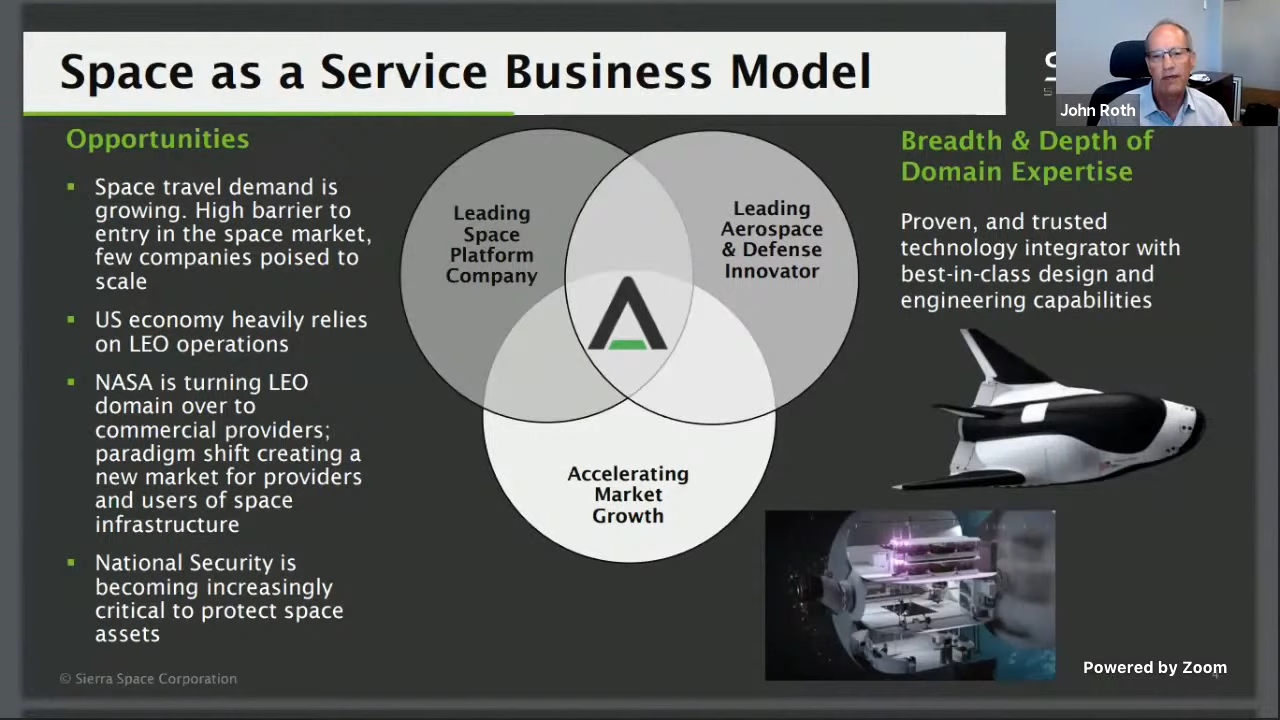 Space as a Service Business Model
S
John Roth
Opportunities
Space travel demand is
growing. High barrier to
entry in the space market,
few companies poised to
scale
US economy heavily relies
on LEO operations
NASA is turning LEO
domain over to
commercial providers;
paradigm shift creating a
new market for providers
and users of space
infrastructure
National Security is
becoming increasingly
critical to protect space
assets
Leading
Space
Platform
Company
Leading
Aerospace
& Defense
Innovator
Accelerating
Market
Growth
Breadth & Depth of
Domain Expertise
Proven, and trusted
technology integrator with
best-in-class design and
engineering capabilities
© Sierra Space Corporation
Powered by Zoom
4